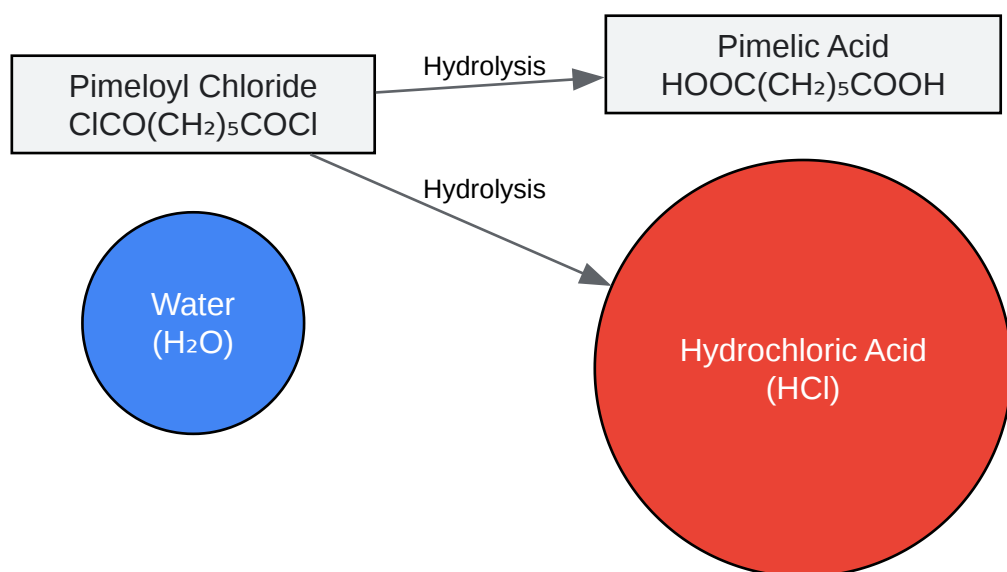 Pimeloyl Chloride
ClCO(CH₂)₅COCl
Hydrolysis
Pimelic Acid
HOOC(CH₂)₅COOH
Hydrolysis
Water
(H₂O)
Hydrochloric Acid
(HCl)